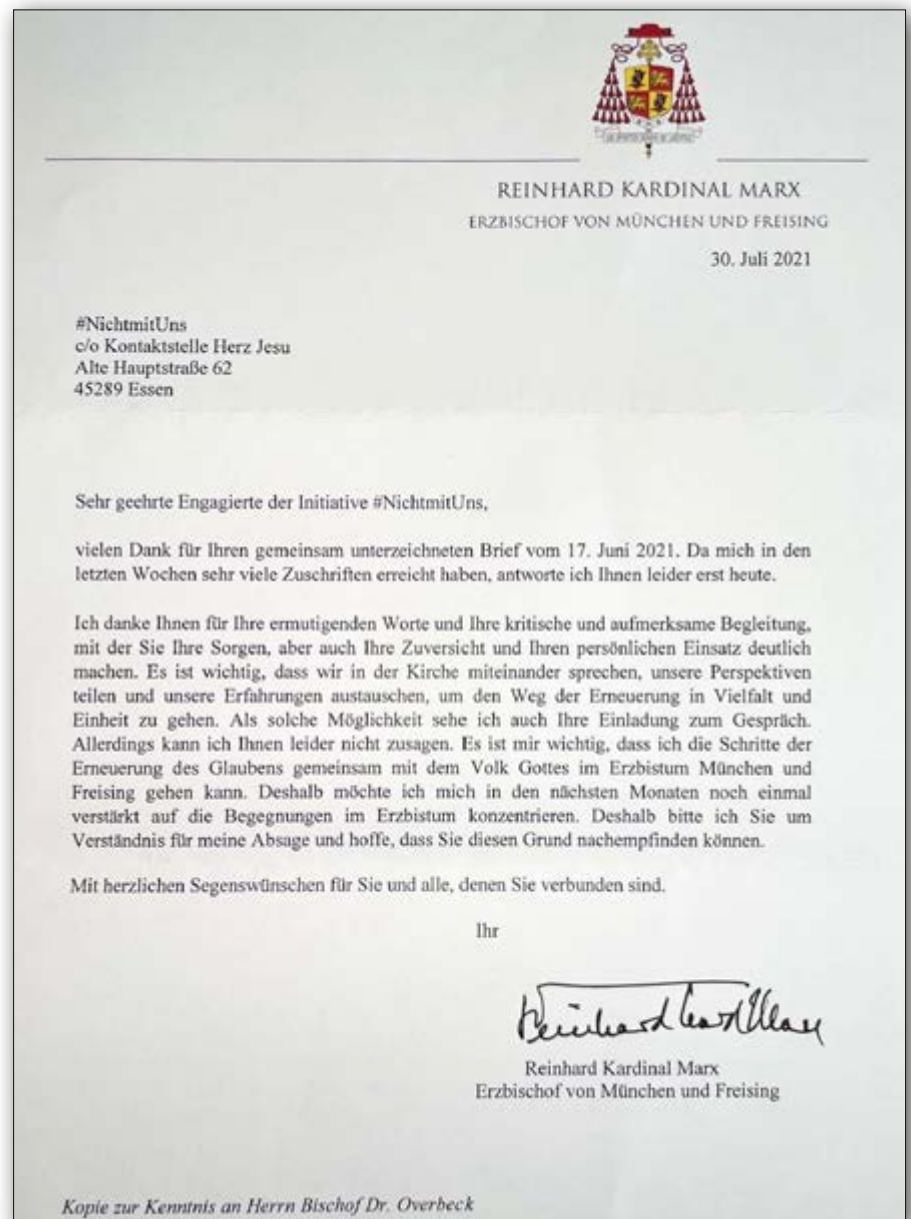 REINHARD KARDINAL MARX
ERZBISCHOF VON MÜNCHEN UND FREISING
30. Juli 2021
#NichtmitUns
c/o Kontaktstelle Herz Jesu
Alte Hauptstraße 62
45289 Essen
Sehr geehrte Engagierte der Initiative #NichtmitUns,
vielen Dank für Ihren gemeinsam unterzeichneten Brief vom 17. Juni 2021. Da mich in den
letzten Wochen sehr viele Zuschriften erreicht haben, antworte ich Ihnen leider erst heute.
Ich danke Ihnen für Ihre ermutigenden Worte und Ihre kritische und aufmerksame Begleitung,
mit der Sie Ihre Sorgen, aber auch Ihre Zuversicht und Ihren persönlichen Einsatz deutlich
machen. Es ist wichtig, dass wir in der Kirche miteinander sprechen, unsere Perspektiven
teilen und unsere Erfahrungen austauschen, um den Weg der Erneuerung in Vielfalt und
Einheit zu gehen. Als solche Möglichkeit sehe ich auch Ihre Einladung zum Gespräch.
Allerdings kann ich Ihnen leider nicht zusagen. Es ist mir wichtig, dass ich die Schritte der
Erneuerung des Glaubens gemeinsam mit dem Volk Gottes im Erzbistum München und
Freising gehen kann. Deshalb möchte ich mich in den nächsten Monaten noch einmal
verstärkt auf die Begegnungen im Erzbistum konzentrieren. Deshalb bitte ich Sie um
Verständnis für meine Absage und hoffe, dass Sie diesen Grund nachempfinden können.
Mit herzlichen Segenswünschen für Sie und alle, denen Sie verbunden sind.
Ihr
Reinhard Kardinal Marx
Erzbischof von München und Freising
Kopie zur Kenntnis an Herrn Bischof Dr. Overbeck